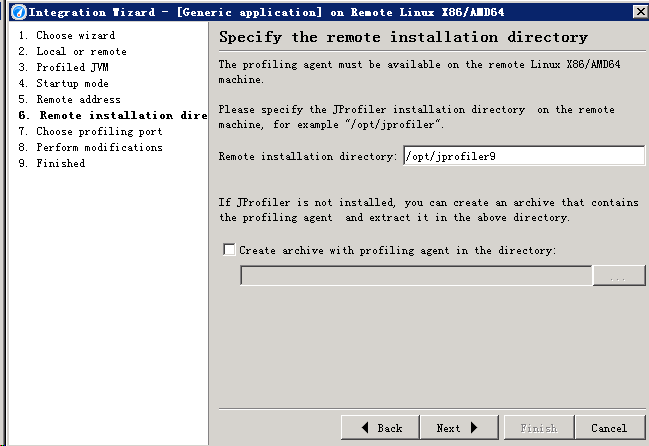 Integration Wizard - [Generic application] on Remote Linux X86/AMD64
1. Choose wizard
2. Local or remote
3. Profiled JVM
4. Startup mode
5. Remote address
6. Remote installation dire
7. Choose profiling port
8. Perform modifications
9. Finished
Specify the remote installation directory
The profiling agent must be available on the remote Linux X86/AMD64
machine.
Please specify the JProfiler installation directory on the remote
machine, for example "/opt/jprofiler".
Remote installation directory: /opt/jprofiler9
If JProfiler is not installed, you can create an archive that contains
the profiling agent and extract it in the above directory.
Create archive with profiling agent in the directory:
...
Back Next Finish Cancel